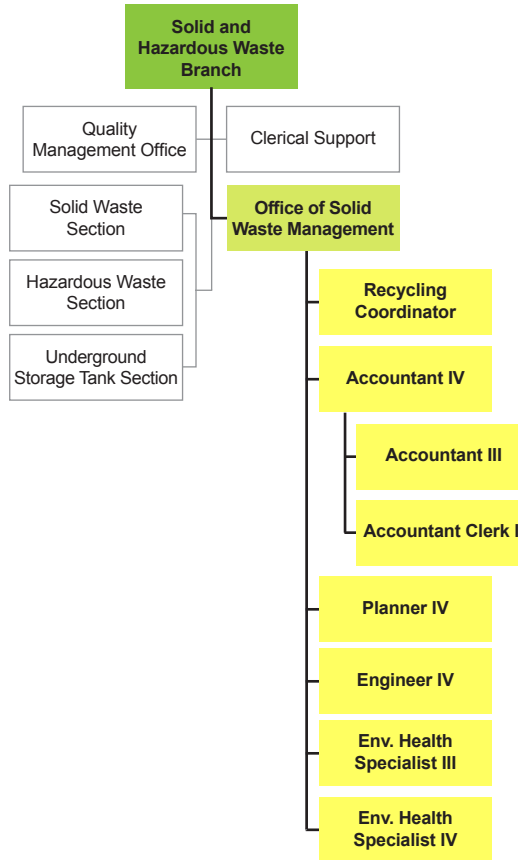 Solid and
Hazardous Waste
Branch
Quality
Management Office
Clerical Support
Solid Waste
Section
Office of Solid
Waste Management
Hazardous Waste
Section
Underground
Storage Tank Section
Recycling
Coordinator
Accountant IV
Accountant III
Accountant Clerk I
Planner IV
Engineer IV
Env. Health
Specialist III
Env. Health
Specialist IV